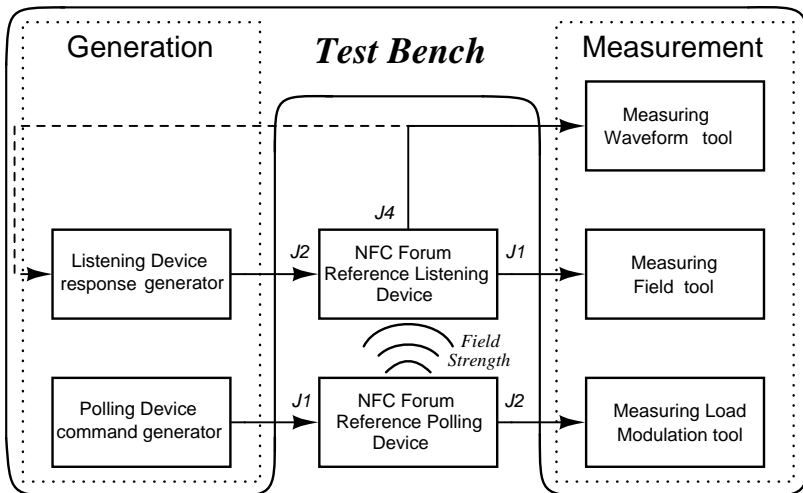 Generation
Test Bench
Measurement
Measuring
Waveform tool
J4
Listening Device
response generator
J2
NFC Forum
Reference Listening
Device
J1
Measuring
Field tool
Field
Strength
Polling Device
command generator
J1
NFC Forum
Reference Polling
Device
J2
Measuring Load
Modulation tool